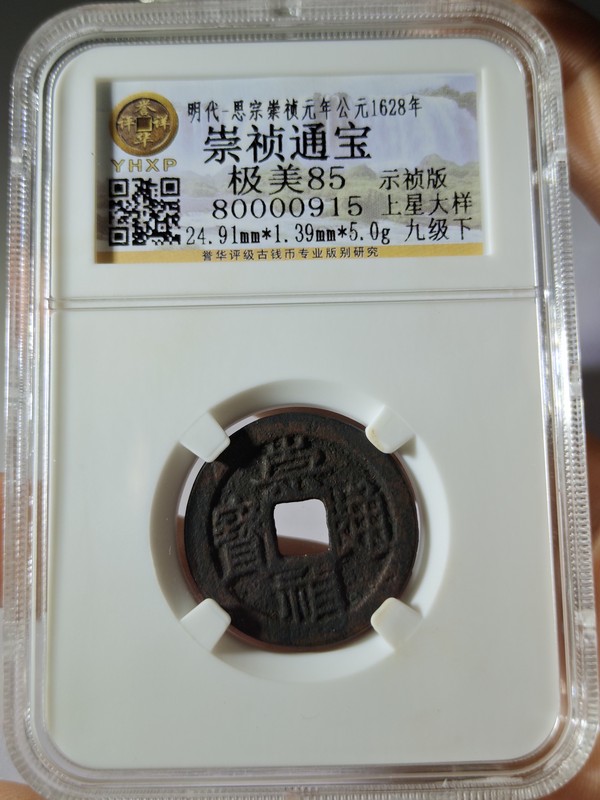 明代-思宗崇祯元年公元1628年
崇祯通宝
极美85 示祯版
80000915 上星大样
24.91mm*1.39mm*5.0g 九级下
誉华评级古钱币专业版别研究
YHXP
崇
寶 通
禎